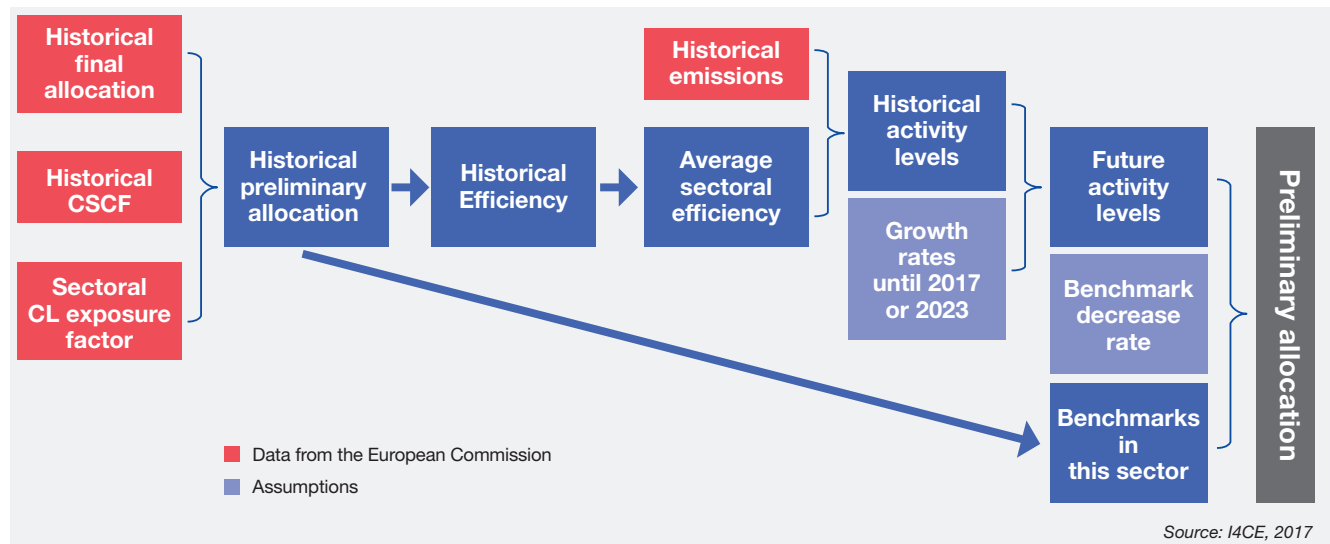 Historical
final
allocation
Historical
CSCF
Sectoral
CL exposure
factor
Historical
preliminary
allocation
Historical
Efficiency
Historical
emissions
Average
sectoral
efficiency
Historical
activity
levels
Growth
rates
until 2017
or 2023
Future
activity
levels
Benchmark
decrease
rate
Benchmarks
in
this sector
Preliminary allocation
Data from the European Commission
Assumptions
Source: I4CE, 2017